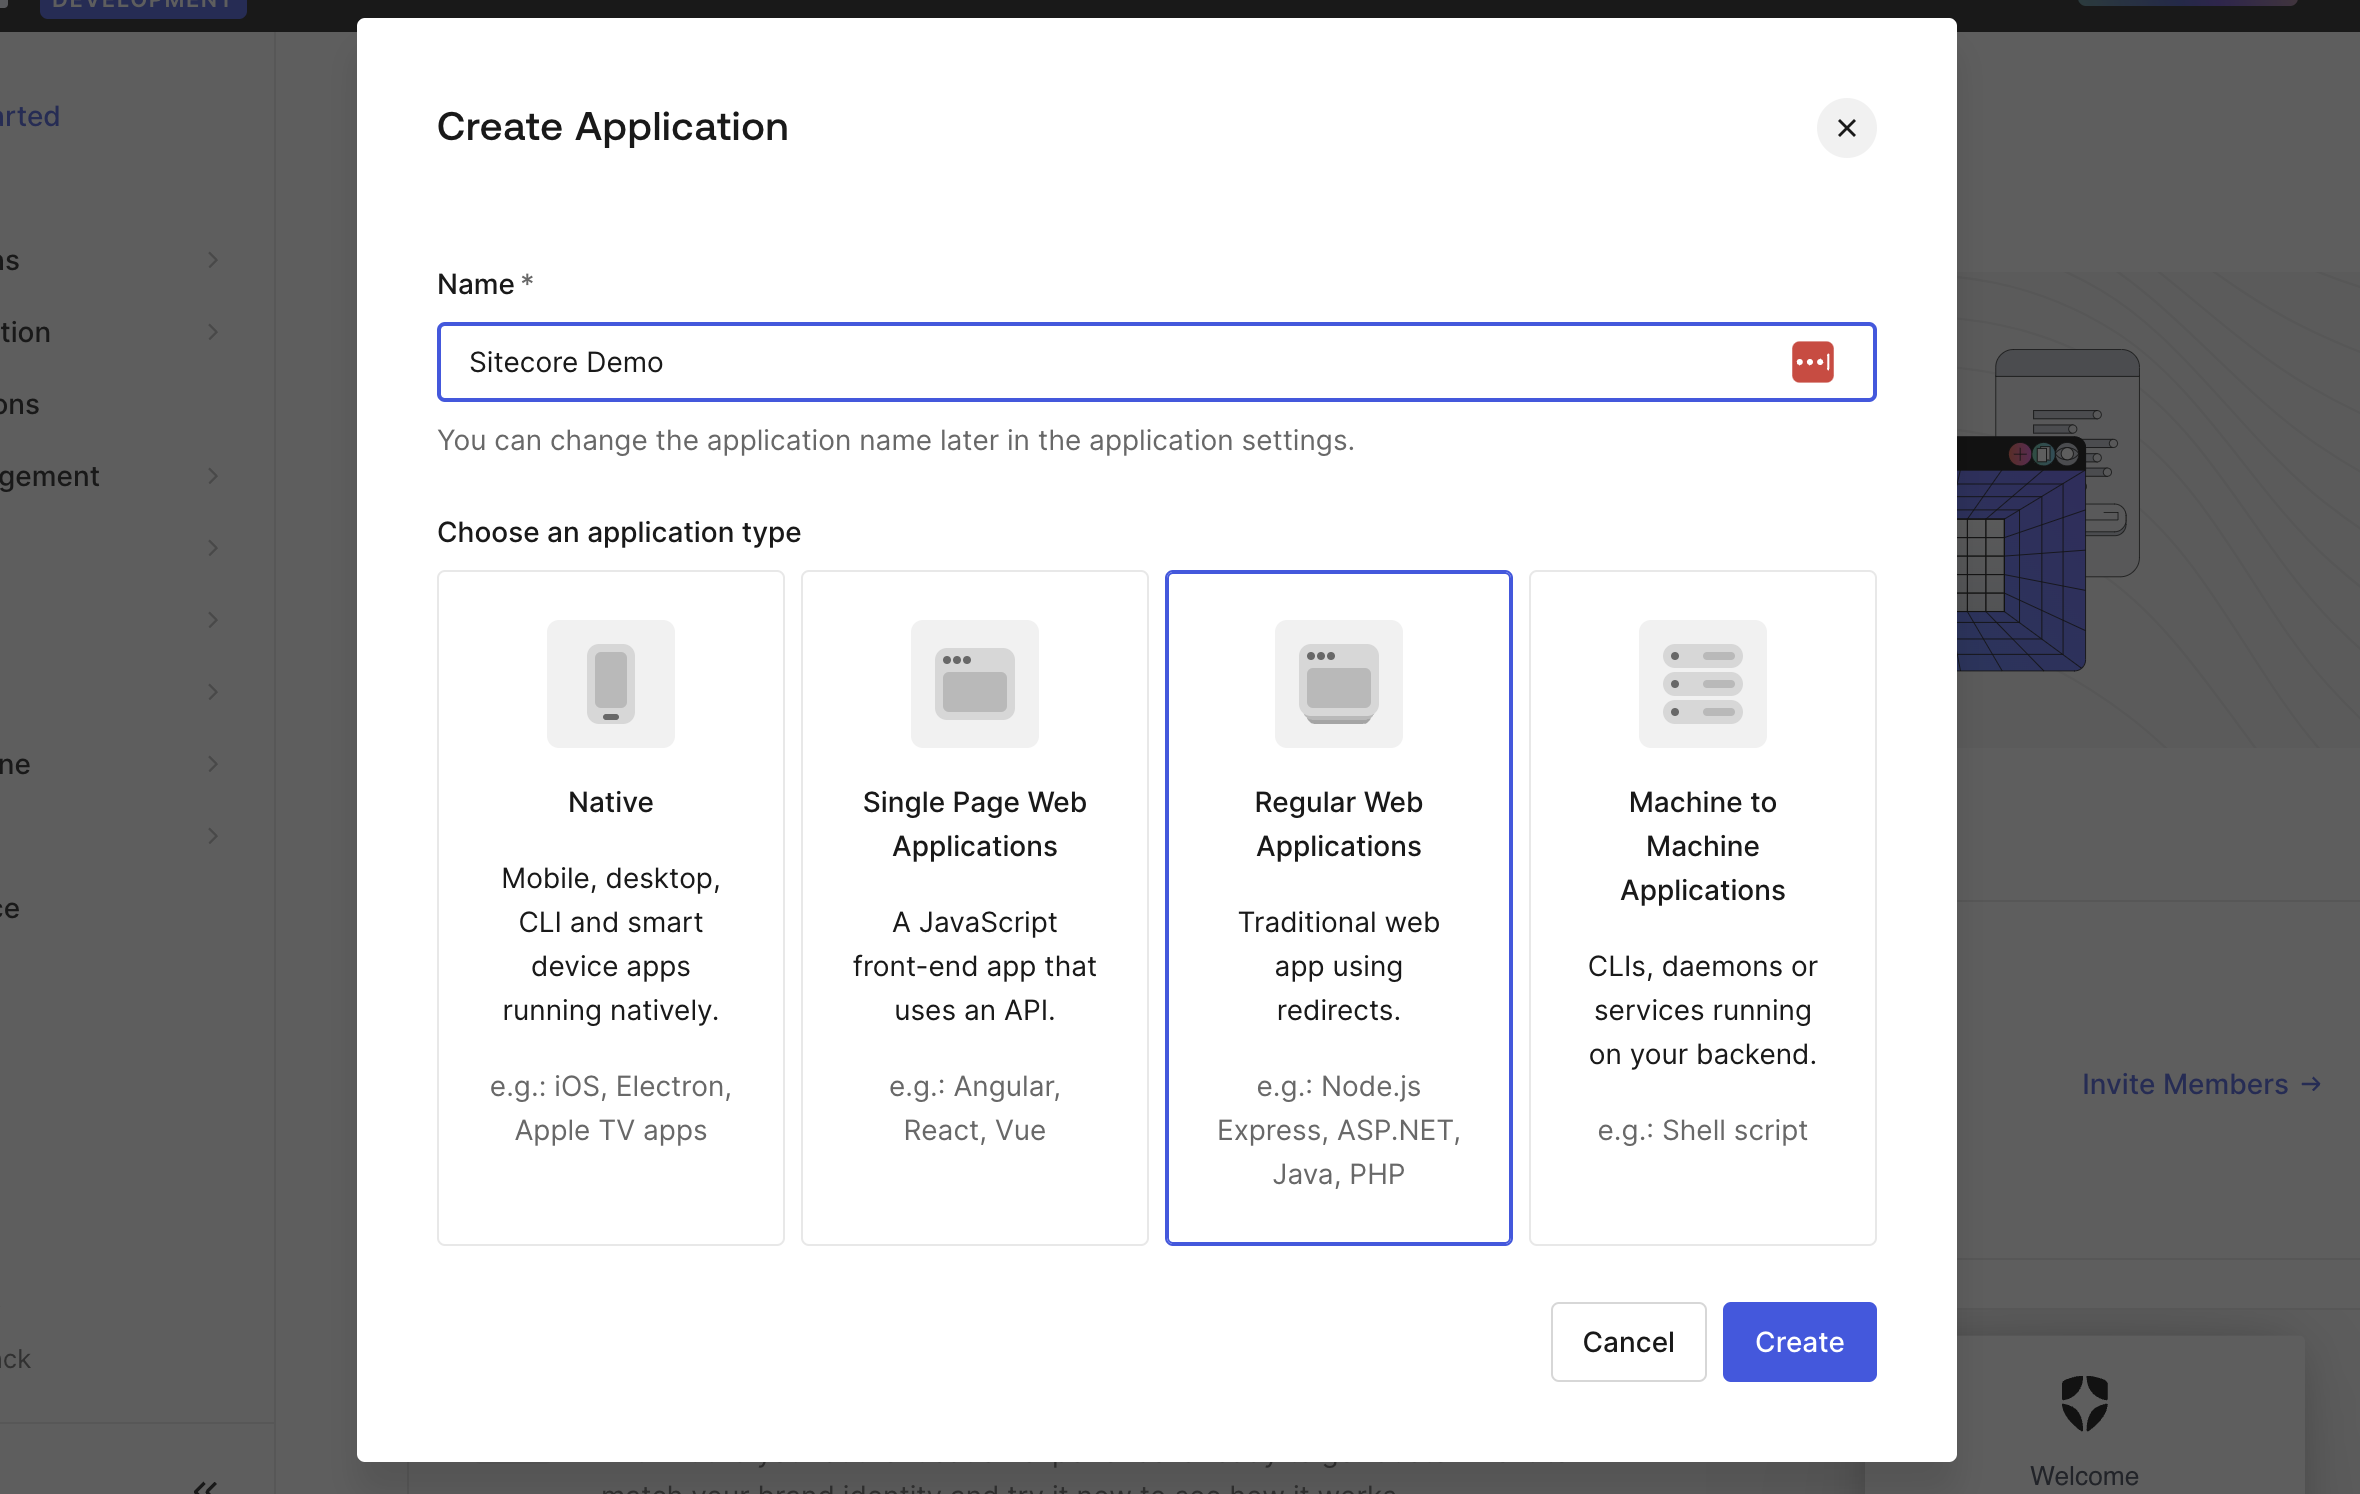 DEVELOPMENT
Create Application
Name *
Sitecore Demo
You can change the application name later in the application settings.
Choose an application type
Native
Mobile, desktop,
CLI and smart
device apps
running natively.
e.g.: iOS, Electron,
Apple TV apps
Single Page Web
Applications
A JavaScript
front-end app that
uses an API.
e.g.: Angular,
React, Vue
Regular Web
Applications
Traditional web
app using
redirects.
e.g.: Node.js
Express, ASP.NET,
Java, PHP
Machine to
Machine
Applications
CLIs, daemons or
services running
on your backend.
e.g.: Shell script
Cancel
Create
arted
ns
tion
ons
gement
ne
ce
ack
Invite Members →
Welcome
match your brand identity and try it now to see how it works.